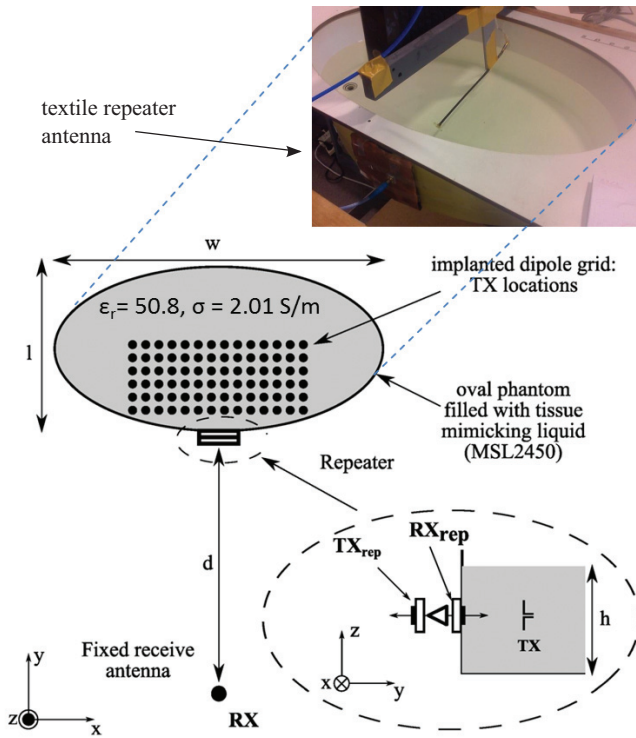 textile repeater
antenna
w
implanted dipole grid:
TX locations
εr= 50.8, σ = 2.01 S/m
l
oval phantom
filled with tissue
mimicking liquid
(MSL2450)
Repeater
d
TXrep
RXrep
TX
h
z
x
y
Fixed receive
antenna
RX
y
z
x